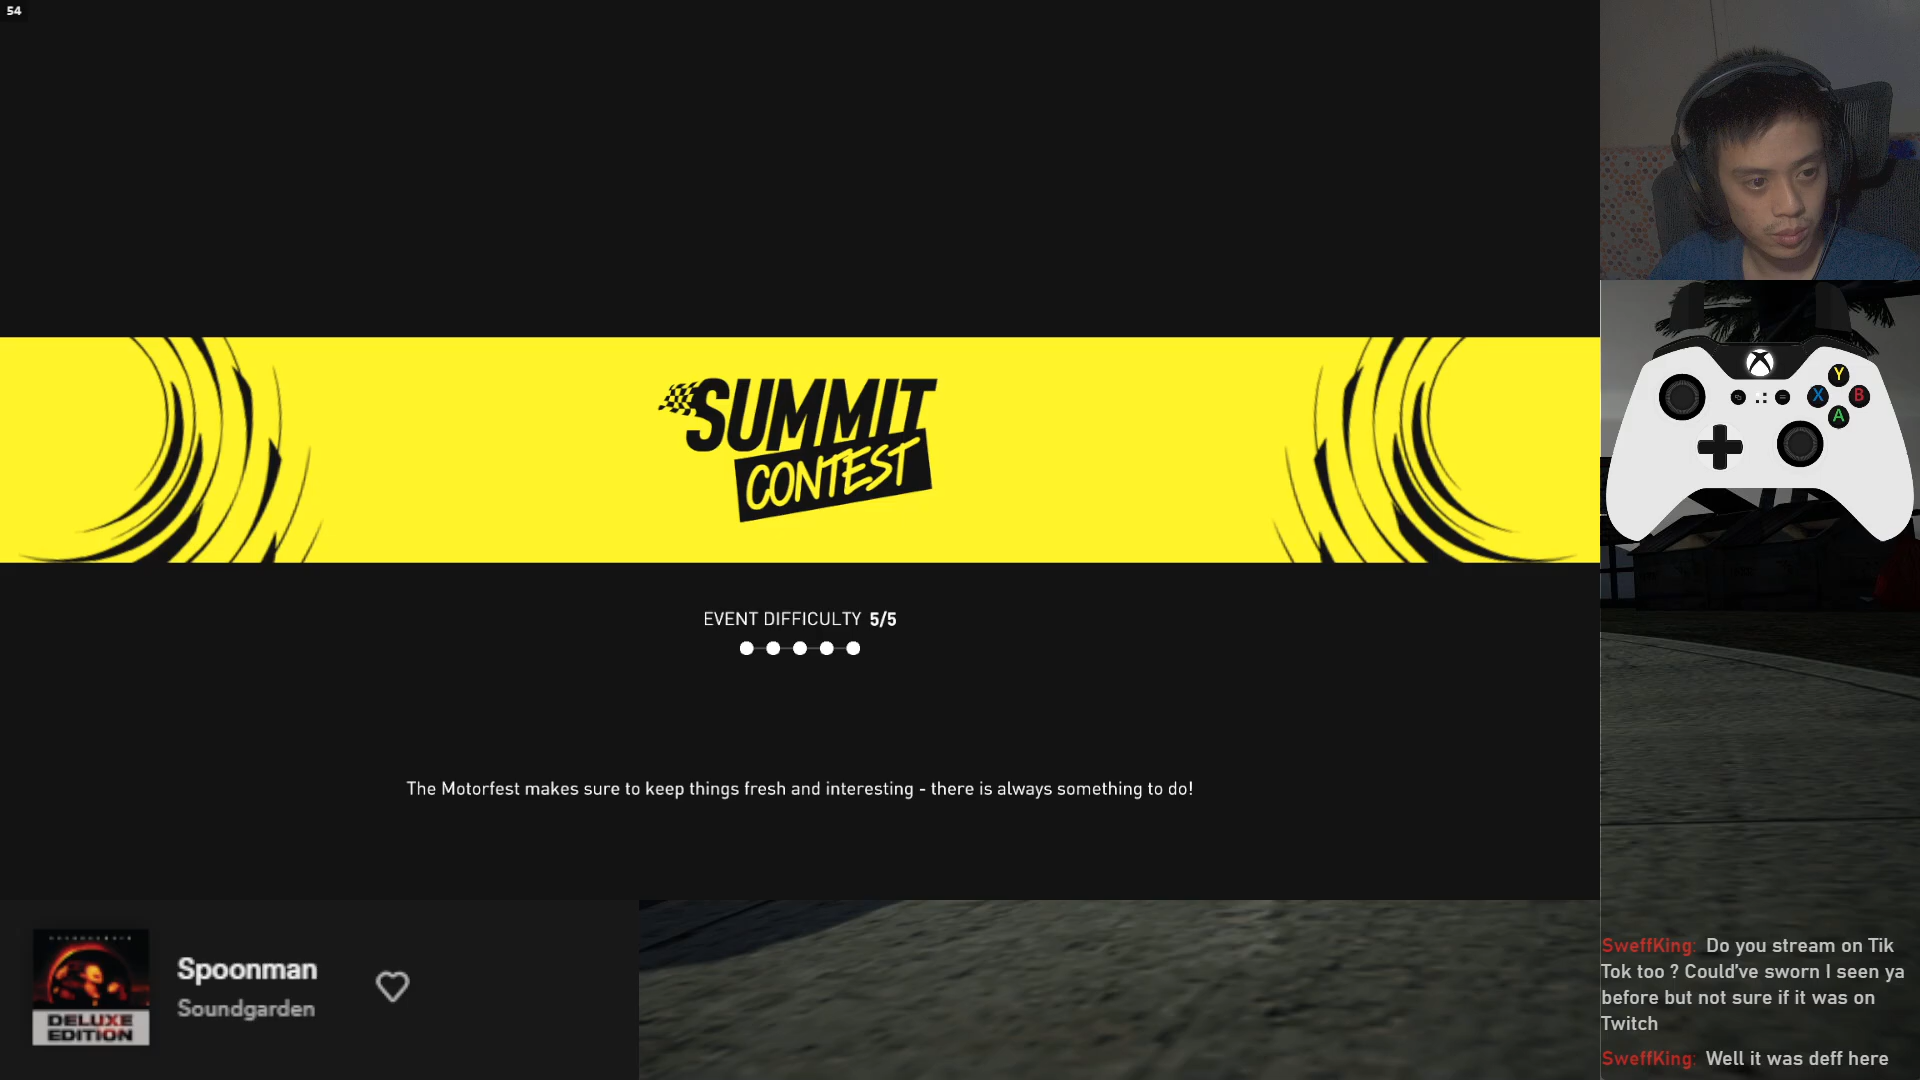 54
SUMMIT
CONTEST
EVENT DIFFICULTY 5/5
The Motorfest makes sure to keep things fresh and interesting - there is always something to do!
Spoonman
Soundgarden
DELUXE
EDITION
Y
X
B
A
SweffKing: Do you stream on Tik
Tok too ? Could've sworn I seen ya
before but not sure if it was on
Twitch
SweffKing: Well it was deff here